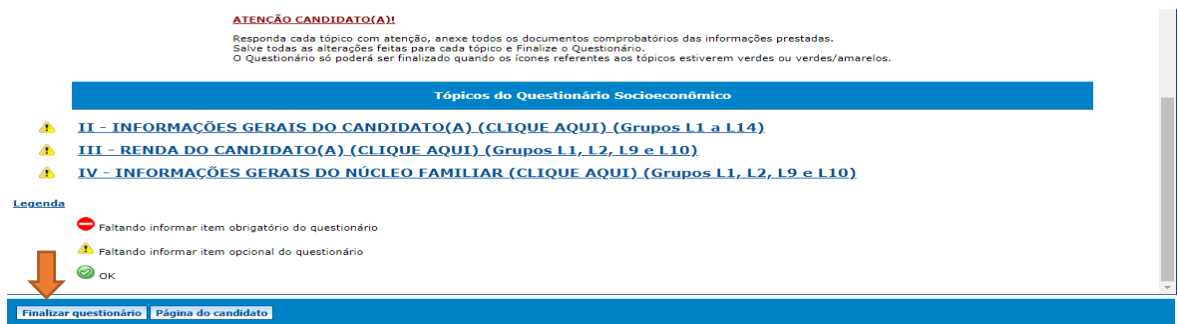 ATENÇÃO CANDIDATO(A)!
Responda cada tópico com atenção, anexe todos os documentos comprobatórios das informações prestadas.
Salve todas as alterações feitas para cada tópico e Finalize o Questionário.
O Questionário só poderá ser finalizado quando os ícones referentes aos tópicos estiverem verdes ou verdes/amarelos.
Tópicos do Questionário Socioeconômico
II - INFORMAÇÕES GERAIS DO CANDIDATO(A) (CLIQUE AQUI) (Grupos L1 a L14)
III - RENDA DO CANDIDATO(A) (CLIQUE AQUI) (Grupos L1, L2, L9 e L10)
IV - INFORMAÇÕES GERAIS DO NÚCLEO FAMILIAR (CLIQUE AQUI) (Grupos L1, L2, L9 e L10)
Legenda
Faltando informar item obrigatório do questionário
Faltando informar item opcional do questionário
OK
Finalizar questionário Página do candidato